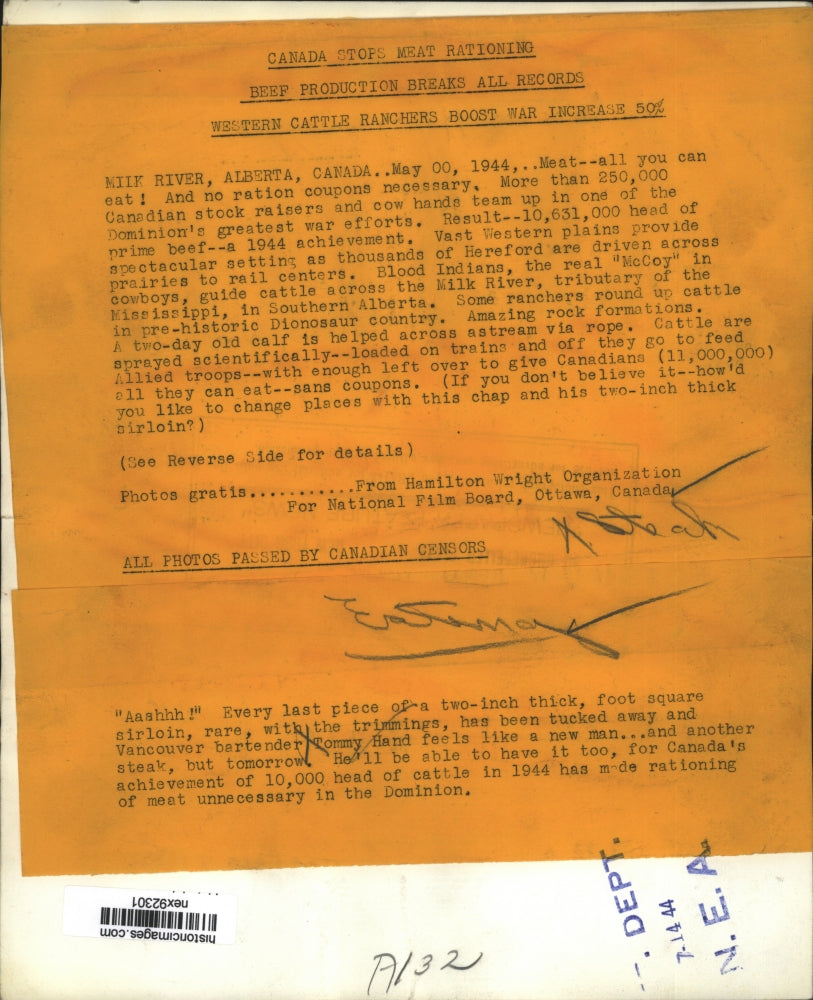 CANADA STOPS MEAT RATIONING
BEEF PRODUCTION BREAKS ALL RECORDS
WESTERN CATTLE RANCHERS BOOST WAR INCREASE 50%
MIIK RIVER, ALBERTA, CANADA..May 00, 1944,..Meat--all you can
eat! And no ration coupons necessary. More than 250,000
Canadian stock raisers and cow hands team up in one of the
Dominion's greatest war efforts. Result--10,631,000 head of
prime beef--a 1944 achievement. Vast Western plains provide
spectacular setting as thousands of Hereford are driven across
prairies to rail centers. Blood Indians, the real "McCoy" in
cowboys, guide cattle across the Milk River, tributary of the
Mississippi, in Southern Alberta. Some ranchers round up cattle
in pre-historic Dionosaur country. Amazing rock formations.
A two-day old calf is helped across astream via rope. Cattle are
sprayed scientifically--loaded on trains and off they go to feed
Allied troops--with enough left over to give Canadians (11,000,000)
all they can eat--sans coupons. (If you don't believe it--how'd
you like to change places with this chap and his two-inch thick
sirloin?)
(See Reverse Side for details)
Photos gratis...........From Hamilton Wright Organization
For National Film Board, Ottawa, Canada
X Steak
ALL PHOTOS PASSED BY CANADIAN CENSORS
"Aashhh!" Every last piece of a two-inch thick, foot square
sirloin, rare, with the trimmings, has been tucked away and
Vancouver bartender Tommy Hand feels like a new man...and another
steak, but tomorrow. He'll be able to have it too, for Canada's
achievement of 10,000 head of cattle in 1944 has made rationing
of meat unnecessary in the Dominion.
historicimages.com
nex92301
A132
DEPT.
7-14 44
N. E. A.